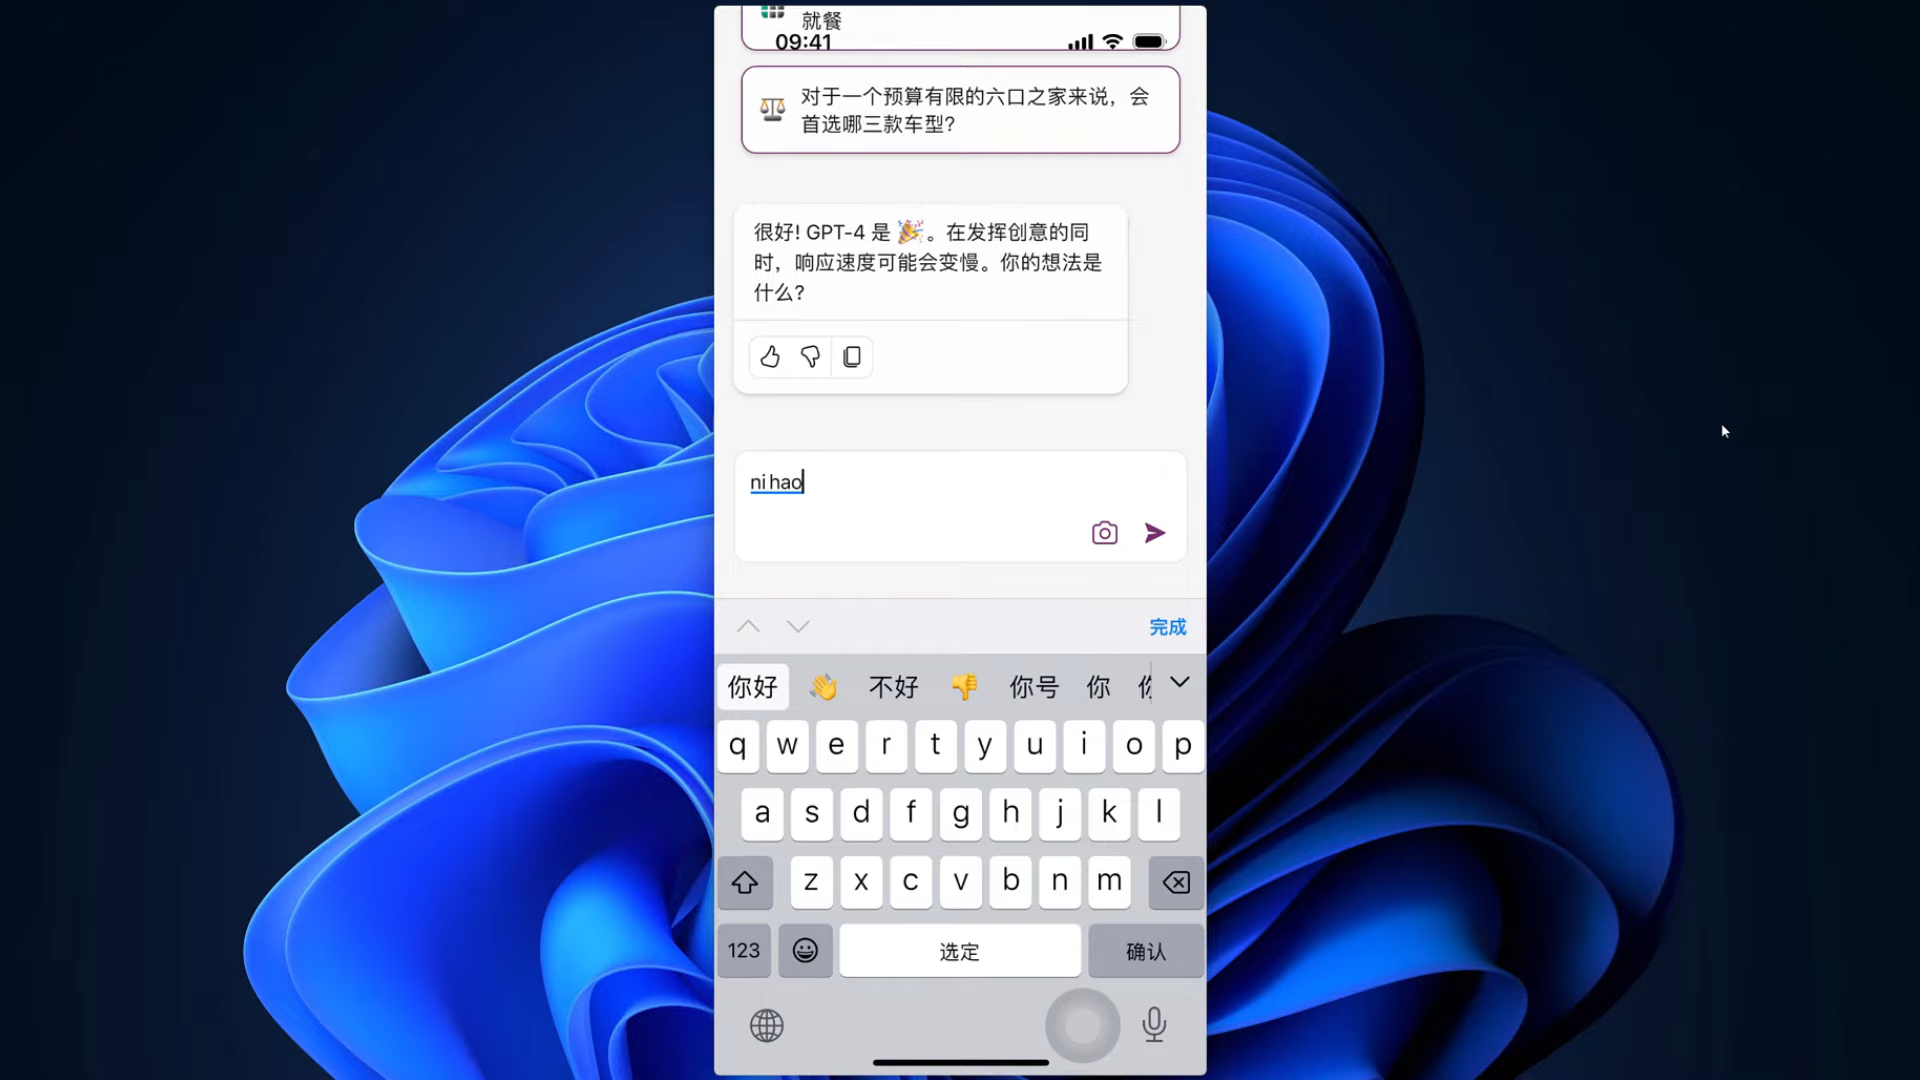 就餐
09:41
对于一个预算有限的六口之家来说，会
首选哪三款车型?
很好! GPT-4 是 🎉。在发挥创意的同
时，响应速度可能会变慢。你的想法是
什么?
ni hao
完成
你好 👋 不好 👎 你号 你
q w e r t y u i o p
a s d f g h j k l
z x c v b n m
123 选定 确认